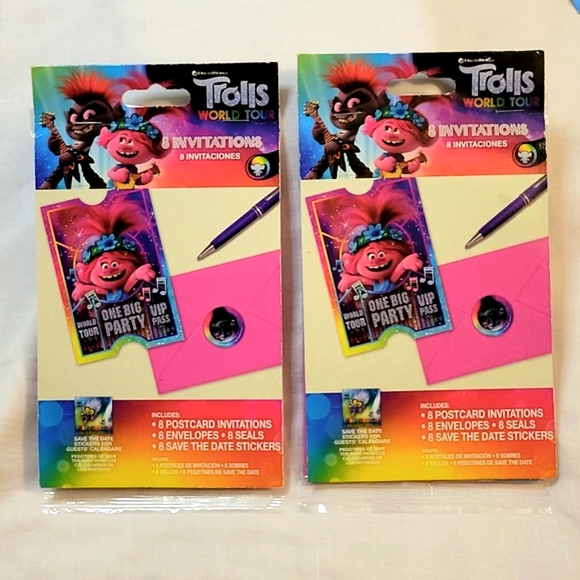 Trolls
WORLD TOUR
8 INVITATIONS
8 INVITACIONES
WORLD TOUR
ONE BIG PARTY
VIP PASS
SAVE THE DATE
STICKERS FOR
GUESTS' CALENDARS
INCLUDES:
• 8 POSTCARD INVITATIONS
• 8 ENVELOPES • 8 SEALS
• 8 SAVE THE DATE STICKERS
Trolls
WORLD TOUR
8 INVITATIONS
8 INVITACIONES
WORLD TOUR
ONE BIG PARTY
VIP PASS
SAVE THE DATE
STICKERS FOR
GUESTS' CALENDARS
INCLUDES:
• 8 POSTCARD INVITATIONS
• 8 ENVELOPES • 8 SEALS
• 8 SAVE THE DATE STICKERS